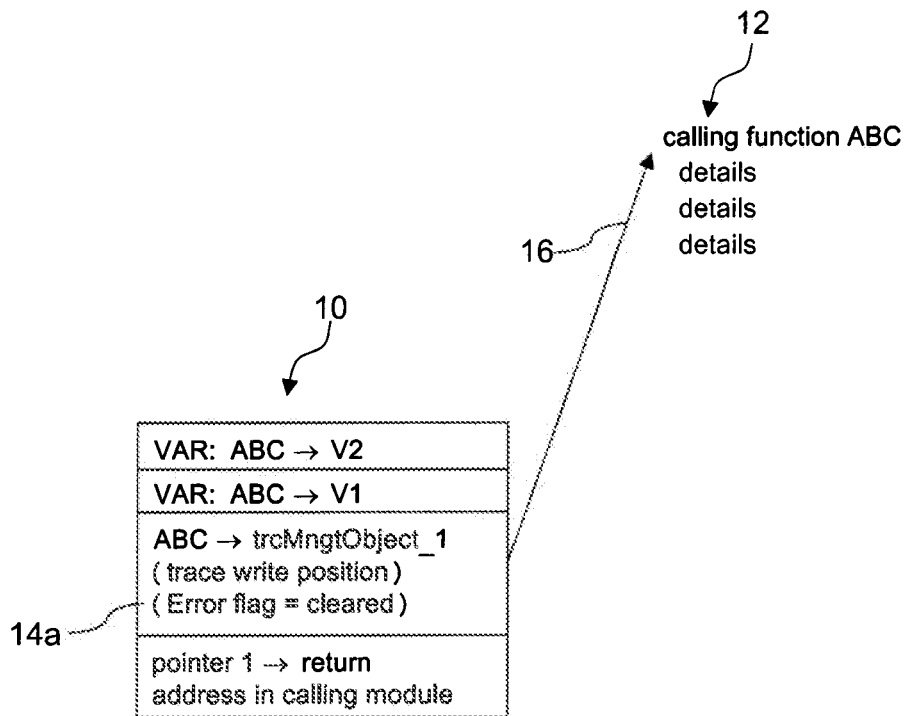 12
calling function ABC
details
details
details
16
10
VAR: ABC → V2
VAR: ABC → V1
ABC → trcMngtObject_1
( trace write position )
( Error flag = cleared )
14a
pointer 1 → return
address in calling module